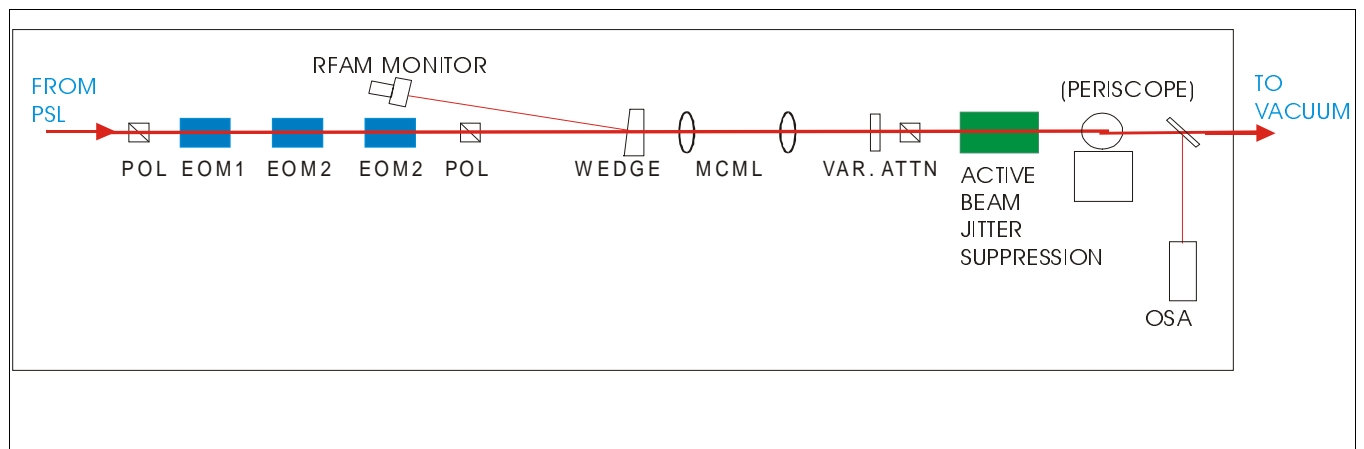 RFAM MONITOR
FROM
PSL
(PERISCOPE)
TO
VACUUM
POL EOM1 EOM2 EOM2 POL WEDGE MCML VAR. ATTN
ACTIVE
BEAM
JITTER
SUPPRESSION
OSA